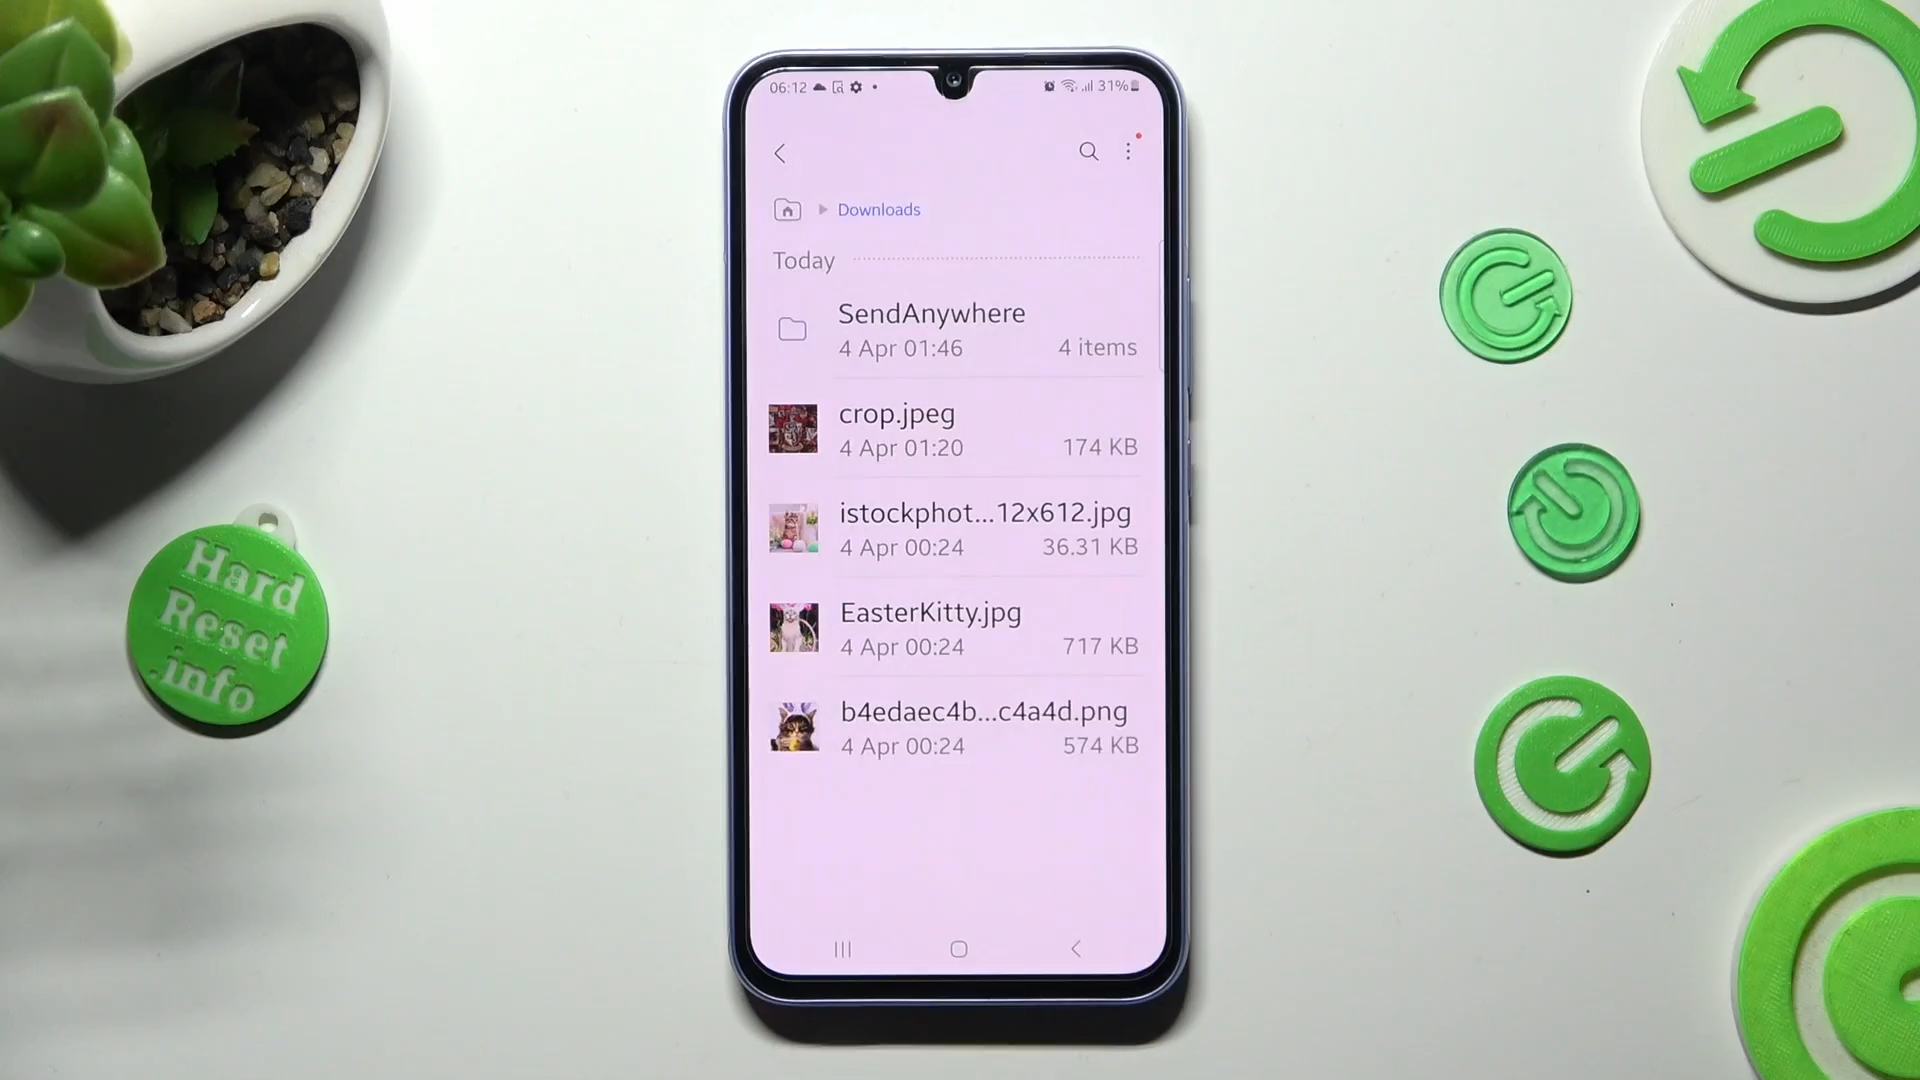 06:12
31%
Downloads
Today
SendAnywhere
4 Apr 01:46
4 items
crop.jpeg
4 Apr 01:20
174 KB
istockphot...12x612.jpg
4 Apr 00:24
36.31 KB
EasterKitty.jpg
4 Apr 00:24
717 KB
b4edaec4b...c4a4d.png
4 Apr 00:24
574 KB
Hard
Reset
.info